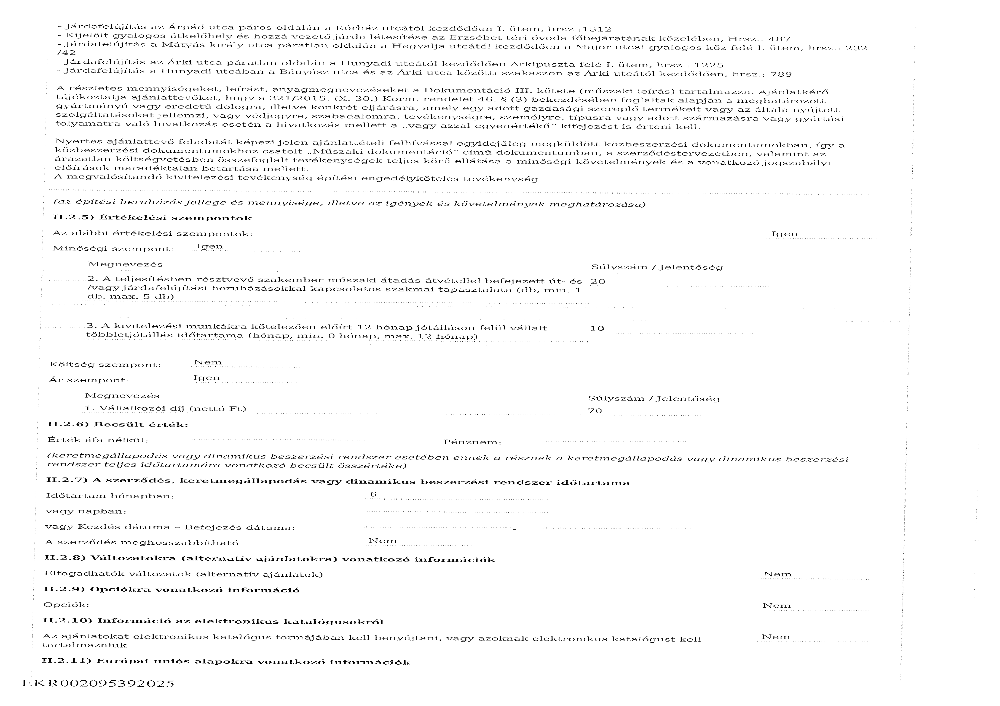 - Járdafelújítás az Árpád utca páros oldalán a Kórház utcától kezdődően I. ütem, hrsz.:1512
- Kijelölt gyalogos átkelőhely és hozzá vezető járda létesítése az Erzsébet téri óvoda főbejáratának közelében, Hrsz.: 487
- Járdafelújítás a Mátyás király utca páratlan oldalán a Hegyalja utcától kezdődően a Major utcai gyalogos köz felé I. ütem, hrsz.: 232
/42
- Járdafelújítás az Árki utca páratlan oldalán a Hunyadi utcától kezdődően Árkipuszta felé I. ütem, hrsz.: 1225
- Járdafelújítás a Hunyadi utcában a Bányász utca és az Árki utca közötti szakaszon az Árki utcától kezdődően, hrsz.: 789
A részletes mennyiségeket, leírást, anyagmegnevezéseket a Dokumentáció III. kötete (műszaki leírás) tartalmazza. Ajánlatkérő
tájékoztatja ajánlattevőket, hogy a 321/2015. (X. 30.) Korm. rendelet 46. § (3) bekezdésében foglaltak alapján a meghatározott
gyártmányú vagy eredetű dologra, illetve konkrét eljárásra, amely egy adott gazdasági szereplő termékeit vagy az általa nyújtott
szolgáltatásokat jellemzi, vagy védjegyre, szabadalomra, tevékenységre, személyre, típusra vagy adott származásra vagy gyártási
folyamatra való hivatkozás esetén a hivatkozás mellett a „vagy azzal egyenértékű” kifejezést is érteni kell.
Nyertes ajánlattevő feladatát képezi jelen ajánlattételi felhívással egyidejűleg megküldött közbeszerzési dokumentumokban, így a
közbeszerzési dokumentumokhoz csatolt „Műszaki dokumentáció” című dokumentumban, a szerződéstervezetben, valamint az
árazatlan költségvetésben összefoglalt tevékenységek teljes körű ellátása a minőségi követelmények és a vonatkozó jogszabályi
előírások maradéktalan betartása mellett.
A megvalósítandó kivitelezési tevékenység építési engedélyköteles tevékenység.
(az építési beruházás jellege és mennyisége, illetve az igények és követelmények meghatározása)
II.2.5) Értékelési szempontok
Az alábbi értékelési szempontok: Igen
Minőségi szempont: Igen
Megnevezés Súlyszám / Jelentőség
2. A teljesítésben résztvevő szakember műszaki átadás-átvétellel befejezett út- és 20
/vagy járdafelújítási beruházásokkal kapcsolatos szakmai tapasztalata (db, min. 1
db, max. 5 db)
3. A kivitelezési munkákra kötelezően előírt 12 hónap jótálláson felül vállalt 10
többletjótállás időtartama (hónap, min. 0 hónap, max. 12 hónap)
Költség szempont: Nem
Ár szempont: Igen
Megnevezés Súlyszám / Jelentőség
1. Vállalkozói díj (nettó Ft) 70
II.2.6) Becsült érték:
Érték áfa nélkül: Pénznem:
(keretmegállapodás vagy dinamikus beszerzési rendszer esetében ennek a résznek a keretmegállapodás vagy dinamikus beszerzési
rendszer teljes időtartamára vonatkozó becsült összértéke)
II.2.7) A szerződés, keretmegállapodás vagy dinamikus beszerzési rendszer időtartama
Időtartam hónapban: 6
vagy napban:
vagy Kezdés dátuma – Befejezés dátuma: -
A szerződés meghosszabbítható Nem
II.2.8) Változatokra (alternatív ajánlatokra) vonatkozó információk
Elfogadhatók változatok (alternatív ajánlatok) Nem
II.2.9) Opciókra vonatkozó információ
Opciók: Nem
II.2.10) Információ az elektronikus katalógusokról
Az ajánlatokat elektronikus katalógus formájában kell benyújtani, vagy azoknak elektronikus katalógust kell Nem
tartalmazniuk
II.2.11) Európai uniós alapokra vonatkozó információk
EKR002095392025